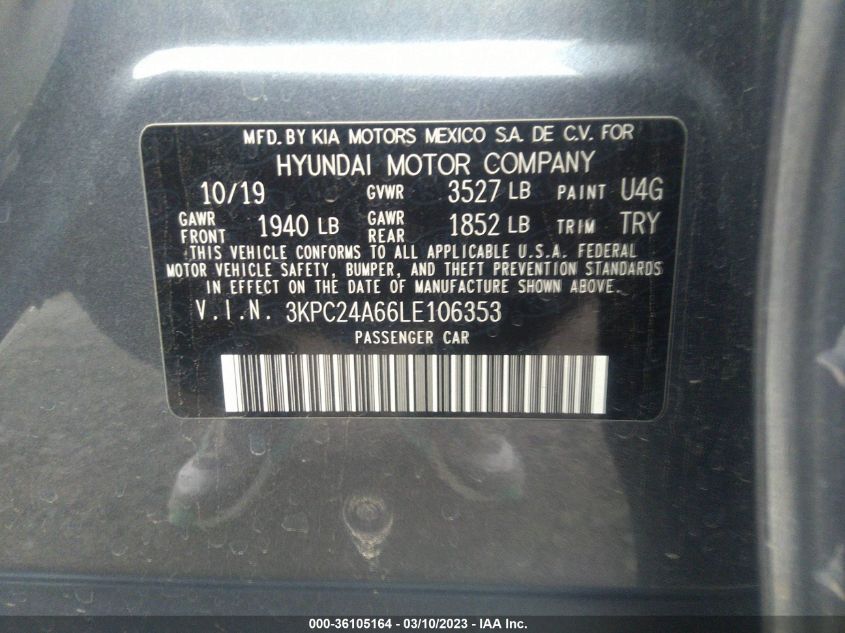 MFD. BY KIA MOTORS MEXICO S.A. DE C.V. FOR
HYUNDAI MOTOR COMPANY
10/19 GVWR 3527 LB PAINT U4G
GAWR FRONT 1940 LB GAWR REAR 1852 LB TRIM TRY
THIS VEHICLE CONFORMS TO ALL APPLICABLE U.S.A. FEDERAL
MOTOR VEHICLE SAFETY, BUMPER, AND THEFT PREVENTION STANDARDS
IN EFFECT ON THE DATE OF MANUFACTURE SHOWN ABOVE.
V.I.N. 3KPC24A66LE106353
PASSENGER CAR
000-36105164 - 03/10/2023 - IAA Inc.